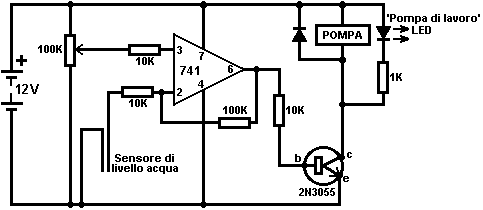 'Pompa di lavoro'
LED
POMPA
100K
3
7
10K
741
6
+
12V
4
2
10K
100K
10K
1K
Sensore di
livello acqua
b
c
e
2N3055